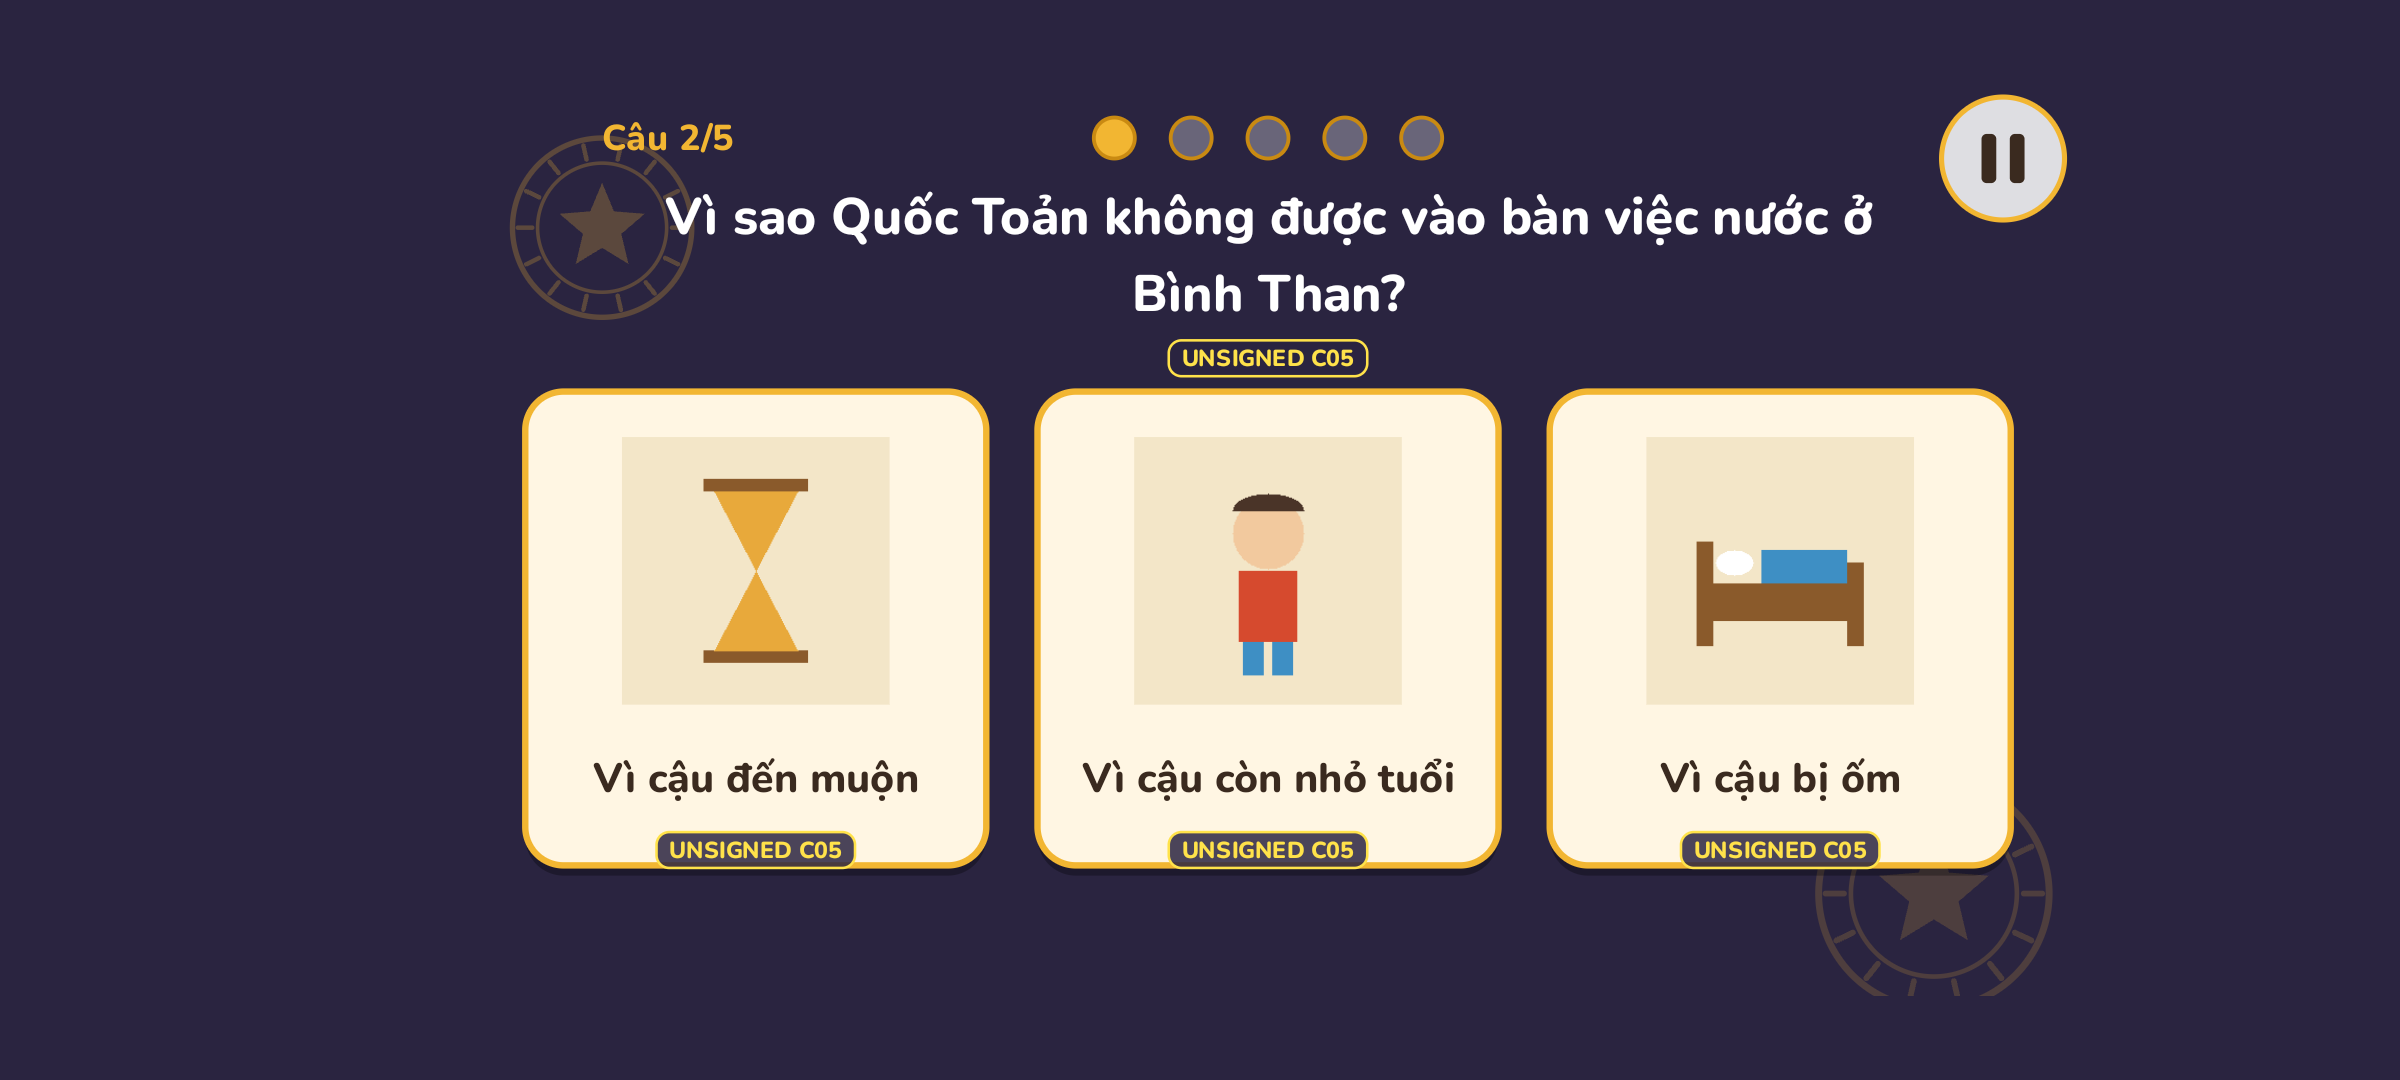 Câu 2/5
Vì sao Quốc Toản không được vào bàn việc nước ở
Bình Than?
UNSIGNED C05
Vì cậu đến muộn
Vì cậu còn nhỏ tuổi
Vì cậu bị ốm
UNSIGNED C05
UNSIGNED C05
UNSIGNED C05